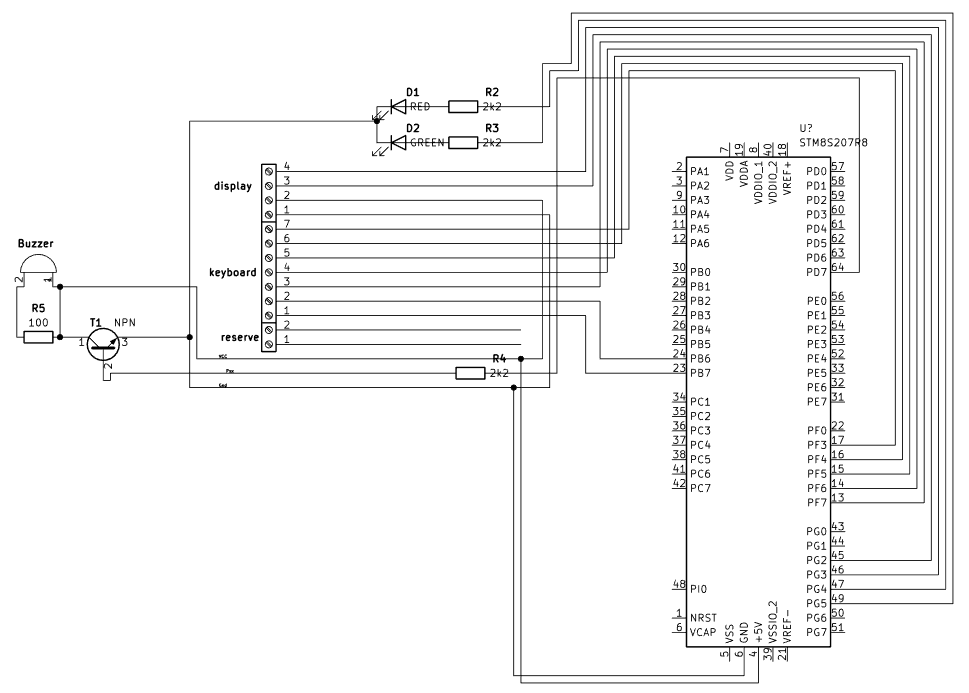 D1
RED
R2
2k2
D2
GREEN
R3
2k2
U?
STM8S207R8
display
4
3
2
1
keyboard
7
6
5
4
3
2
1
reserve
2
1
Buzzer
2
1
R5
100
T1
NPN
1
3
2
VCC
Gnd
R4
2k2
7 VDD
19 VDDA
8 VDDIO_1
40 VDDIO_2
18 VREF+
2 PA1
3 PA2
9 PA3
10 PA4
11 PA5
12 PA6
30 PB0
29 PB1
28 PB2
27 PB3
26 PB4
25 PB5
24 PB6
23 PB7
34 PC1
35 PC2
36 PC3
37 PC4
38 PC5
41 PC6
42 PC7
48 PI0
1 NRST
6 VCAP
PD0 57
PD1 58
PD2 59
PD3 60
PD4 61
PD5 62
PD6 63
PD7 64
PE0 56
PE1 55
PE2 54
PE3 53
PE4 52
PE5 33
PE6 32
PE7 31
PF0 22
PF3 17
PF4 16
PF5 15
PF6 14
PF7 13
PG0 43
PG1 44
PG2 45
PG3 46
PG4 47
PG5 49
PG6 50
PG7 51
5 VSS
6 GND
4 +5V
39 VSSIO_2
21 VREF-